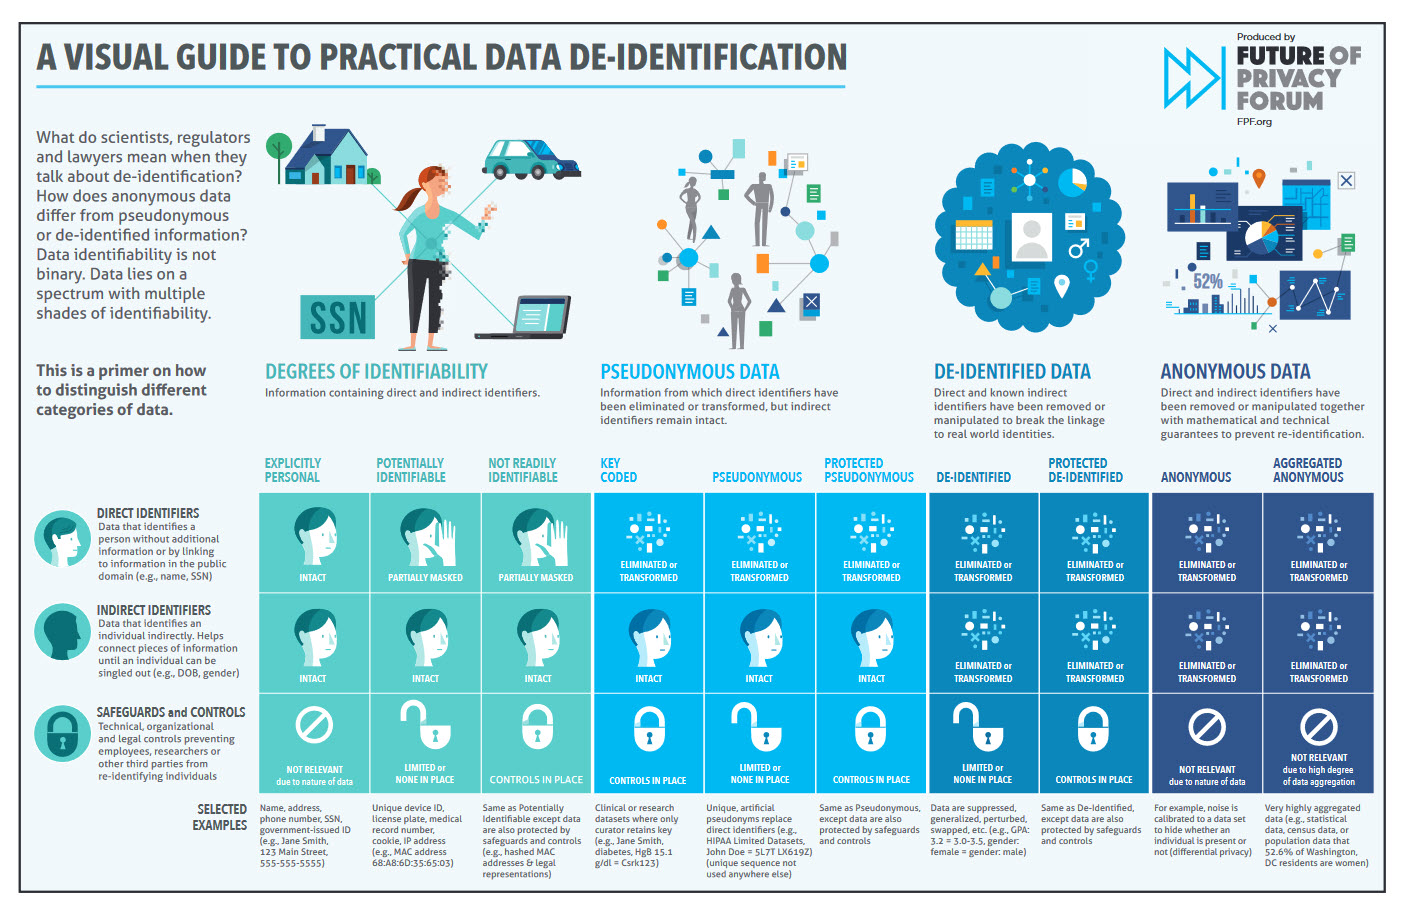 A VISUAL GUIDE TO PRACTICAL DATA DE-IDENTIFICATION
Produced by
FUTURE OF
PRIVACY
FORUM
FPF.org
What do scientists, regulators
and lawyers mean when they
talk about de-identification?
How does anonymous data
differ from pseudonymous
or de-identified information?
Data identifiability is not
binary. Data lies on a
spectrum with multiple
shades of identifiability.
SSN
52%
This is a primer on how
to distinguish different
categories of data.
DEGREES OF IDENTIFIABILITY
Information containing direct and indirect identifiers.
PSEUDONYMOUS DATA
Information from which direct identifiers have
been eliminated or transformed, but indirect
identifiers remain intact.
DE-IDENTIFIED DATA
Direct and known indirect
identifiers have been removed or
manipulated to break the linkage
to real world identities.
ANONYMOUS DATA
Direct and indirect identifiers have
been removed or manipulated together
with mathematical and technical
guarantees to prevent re-identification.
EXPLICITLY
PERSONAL
POTENTIALLY
IDENTIFIABLE
NOT READILY
IDENTIFIABLE
KEY
CODED
PSEUDONYMOUS
PROTECTED
PSEUDONYMOUS
DE-IDENTIFIED
PROTECTED
DE-IDENTIFIED
ANONYMOUS
AGGREGATED
ANONYMOUS
DIRECT IDENTIFIERS
Data that identifies a
person without additional
information or by linking
to information in the public
domain (e.g., name, SSN)
INTACT
PARTIALLY MASKED
PARTIALLY MASKED
ELIMINATED or
TRANSFORMED
ELIMINATED or
TRANSFORMED
ELIMINATED or
TRANSFORMED
ELIMINATED or
TRANSFORMED
ELIMINATED or
TRANSFORMED
ELIMINATED or
TRANSFORMED
ELIMINATED or
TRANSFORMED
INDIRECT IDENTIFIERS
Data that identifies an
individual indirectly. Helps
connect pieces of information
until an individual can be
singled out (e.g., DOB, gender)
INTACT
INTACT
INTACT
INTACT
INTACT
INTACT
ELIMINATED or
TRANSFORMED
ELIMINATED or
TRANSFORMED
ELIMINATED or
TRANSFORMED
ELIMINATED or
TRANSFORMED
SAFEGUARDS and CONTROLS
Technical, organizational
and legal controls preventing
employees, researchers or
other third parties from
re-identifying individuals
NOT RELEVANT
due to nature of data
LIMITED or
NONE IN PLACE
CONTROLS IN PLACE
CONTROLS IN PLACE
LIMITED or
NONE IN PLACE
CONTROLS IN PLACE
LIMITED or
NONE IN PLACE
CONTROLS IN PLACE
NOT RELEVANT
due to nature of data
NOT RELEVANT
due to high degree
of data aggregation
SELECTED
EXAMPLES
Name, address,
phone number, SSN,
government-issued ID
(e.g., Jane Smith,
123 Main Street,
555-555-5555)
Unique device ID,
license plate, medical
record number,
cookie, IP address
(e.g., MAC address
68:A8:6D:35:65:03)
Same as Potentially
Identifiable except data
are also protected by
safeguards and controls
(e.g., hashed MAC
addresses & legal
representations)
Clinical or research
datasets where only
curator retains key
(e.g., Jane Smith,
diabetes, HgB 15.1
g/dl = Csrk123)
Unique, artificial
pseudonyms replace
direct identifiers (e.g.,
HIPAA Limited Datasets,
John Doe = 5L7T LX619Z)
(unique sequence not
used anywhere else)
Same as Pseudonymous,
except data are also
protected by safeguards
and controls
Data are suppressed,
generalized, perturbed,
swapped, etc. (e.g., GPA:
3.2 = 3.0-3.5, gender:
female = gender: male)
Same as De-Identified,
except data are also
protected by safeguards
and controls
For example, noise is
calibrated to a data set
to hide whether an
individual is present or
not (differential privacy)
Very highly aggregated
data (e.g., statistical
data, census data, or
population data that
52.6% of Washington,
DC residents are women)